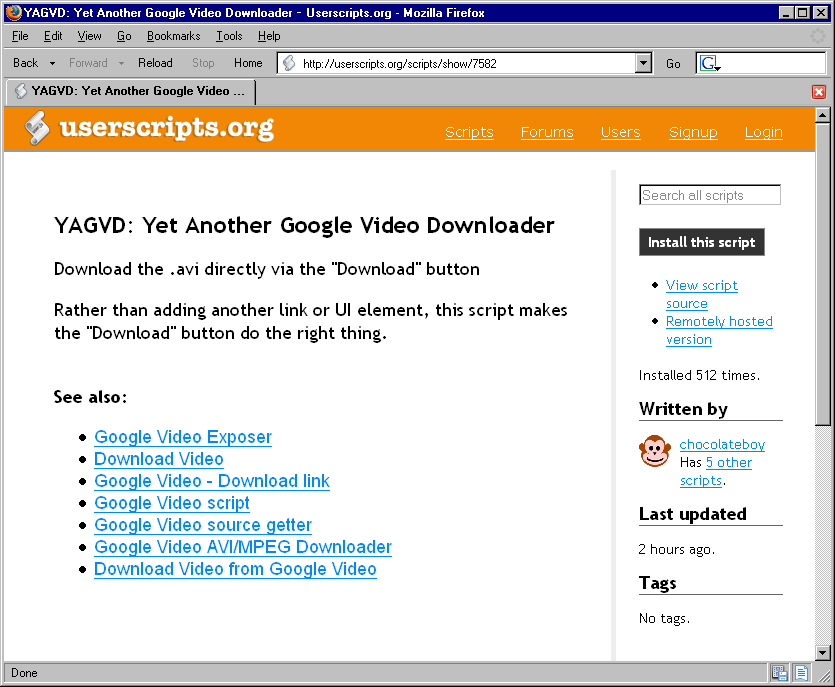 YAGVD: Yet Another Google Video Downloader - Userscripts.org - Mozilla Firefox
File Edit View Go Bookmarks Tools Help
Back Forward Reload Stop Home http://userscripts.org/scripts/show/7582 Go G
YAGVD: Yet Another Google Video ...
userscripts.org Scripts Forums Users Signup Login
YAGVD: Yet Another Google Video Downloader
Download the .avi directly via the "Download" button
Rather than adding another link or UI element, this script makes
the "Download" button do the right thing.
See also:
Google Video Exposer
Download Video
Google Video - Download link
Google Video script
Google Video source getter
Google Video AVI/MPEG Downloader
Download Video from Google Video
Search all scripts
Install this script
View script
source
Remotely hosted
version
Installed 512 times.
Written by
chocolateboy
Has 5 other
scripts.
Last updated
2 hours ago.
Tags
No tags.
Done